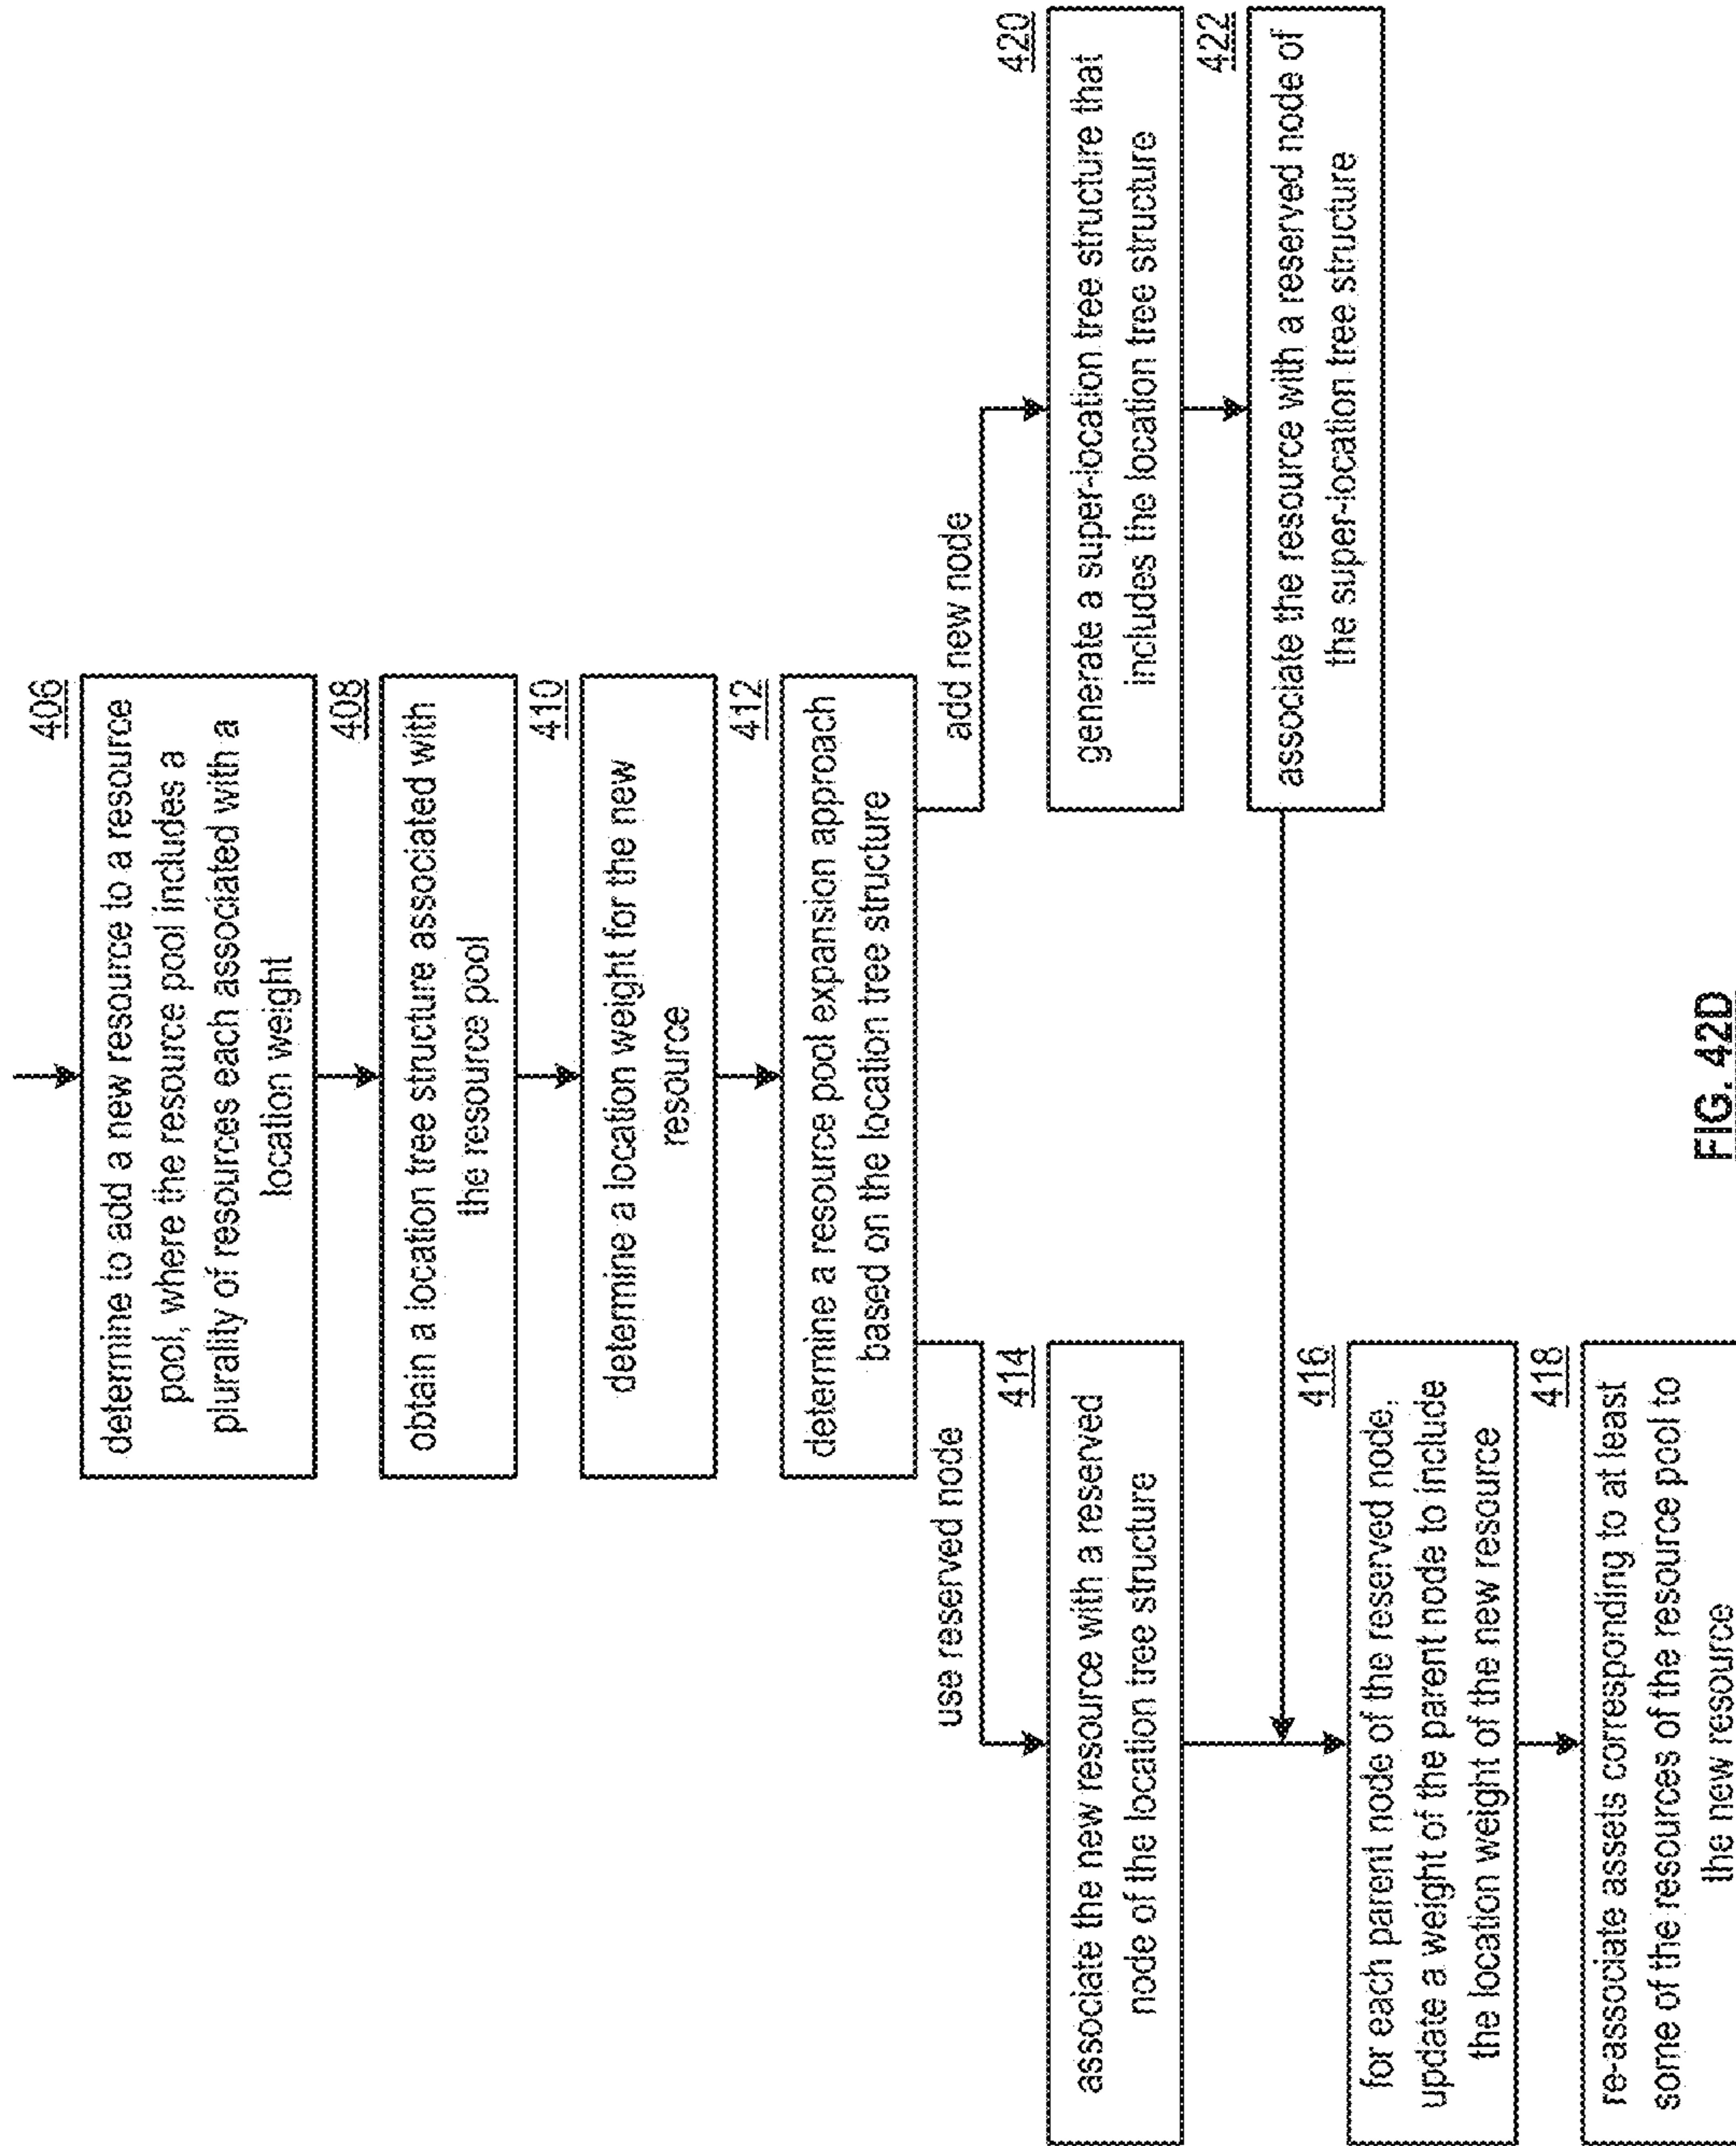 406
determine to add a new resource to a resource
pool, where the resource pool includes a
plurality of resources each associated with a
location weight
408
obtain a location tree structure associated with
the resource pool
410
determine a location weight for the new
resource
412
determine a resource pool expansion approach
based on the location tree structure
use reserved node
add new node
414
associate the new resource with a reserved
node of the location tree structure
420
generate a super-location tree structure that
includes the location tree structure
422
associate the resource with a reserved node of
the super-location tree structure
416
for each parent node of the reserved node,
update a weight of the parent node to include
the location weight of the new resource
418
re-associate assets corresponding to at least
some of the resources of the resource pool to
the new resource
FIG. 42D